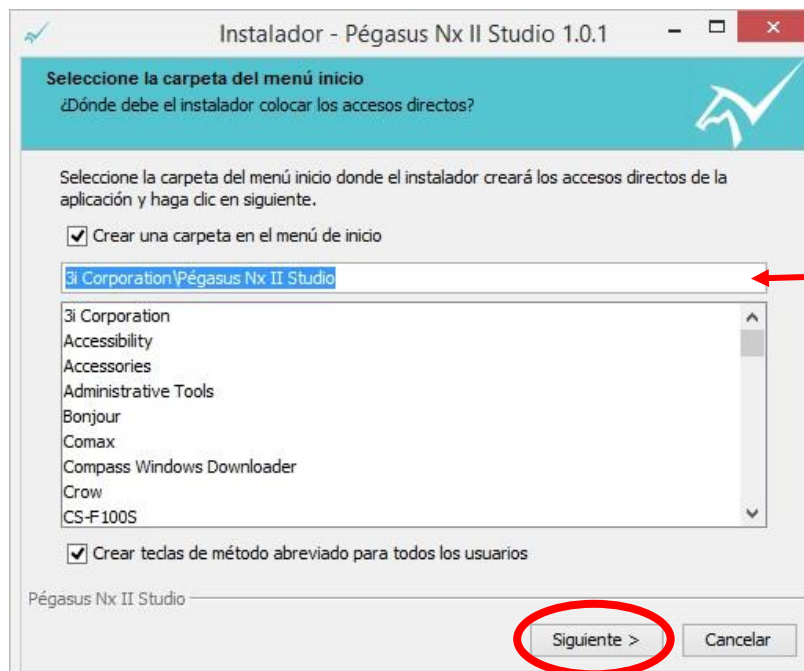 Instalador - Pégasus Nx II Studio 1.0.1
Seleccione la carpeta del menú inicio
¿Dónde debe el instalador colocar los accesos directos?
Seleccione la carpeta del menú inicio donde el instalador creará los accesos directos de la
aplicación y haga clic en siguiente.
Crear una carpeta en el menú de inicio
3i Corporation\Pégasus Nx II Studio
3i Corporation
Accessibility
Accessories
Administrative Tools
Bonjour
Comax
Compass Windows Downloader
Crow
CS-F100S
Crear teclas de método abreviado para todos los usuarios
Pégasus Nx II Studio
Siguiente >
Cancelar